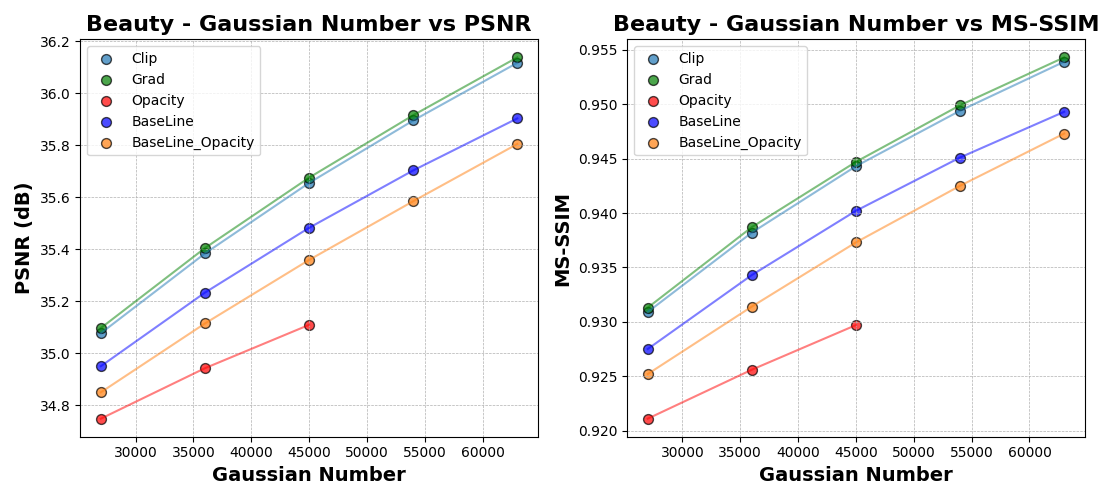 Beauty - Gaussian Number vs PSNR
36.2
36.0
35.8
35.6
35.4
35.2
35.0
34.8
PSNR (dB)
Clip
Grad
Opacity
BaseLine
BaseLine_Opacity
30000 35000 40000 45000 50000 55000 60000
Gaussian Number
Beauty - Gaussian Number vs MS-SSIM
0.955
0.950
0.945
0.940
0.935
0.930
0.925
0.920
MS-SSIM
Clip
Grad
Opacity
BaseLine
BaseLine_Opacity
30000 35000 40000 45000 50000 55000 60000
Gaussian Number